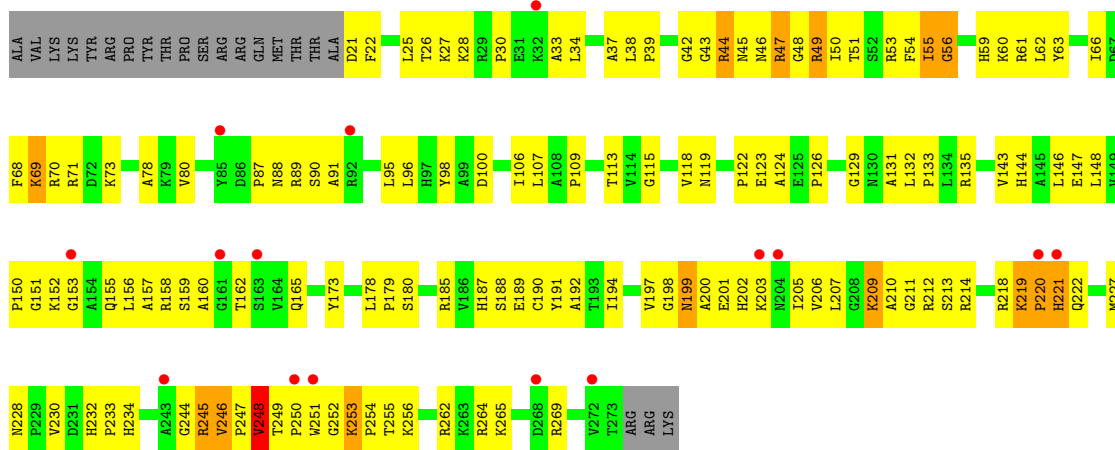 ALA VAL LYS LYS TYR ARG PRO TYR THR PRO SER ARG ARG GLN MET THR THR ALA D21 F22 L25 T26 K27 K28 R29 P30 E31 K32 A33 L34 A37 L38 P39 G42 G43 R44 N45 N46 R47 G48 R49 I50 T51 S52 R53 F54 I55 G56 H59 K60 R61 L62 Y63 I66 D67
F68 K69 R70 R71 D72 K73 A78 K79 V80 Y85 D86 P87 N88 R89 S90 A91 R92 L95 L96 H97 Y98 A99 D100 I106 L107 A108 P109 T113 V114 G115 V118 N119 P122 E123 A124 E125 P126 G129 N130 A131 L132 P133 L134 R135 V143 H144 A145 L146 E147 L148 V149
P150 G151 K152 G153 A154 Q155 L156 A157 R158 S159 A160 G161 T162 S163 V164 Q165 Y173 L178 P179 S180 R185 V186 H187 S188 E189 C190 Y191 A192 T193 I194 V197 G198 N199 A200 E201 H202 K203 N204 I205 V206 L207 G208 K209 A210 G211 R212 S213 R214 R218 K219 P220 H221 Q222 M227
N228 P229 V230 D231 H232 P233 H234 A243 G244 R245 V246 P247 V248 T249 P250 W251 G252 K253 P254 T255 K256 R262 K263 R264 K265 D268 R269 V272 T273 ARG ARG LYS